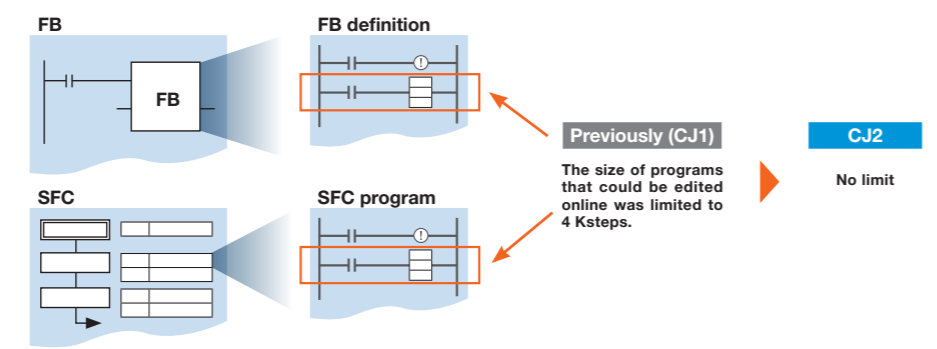 FB
FB definition
!
FB
Previously (CJ1)
CJ2
The size of programs
that could be edited
online was limited to
4 Ksteps.
No limit
SFC
SFC program
!